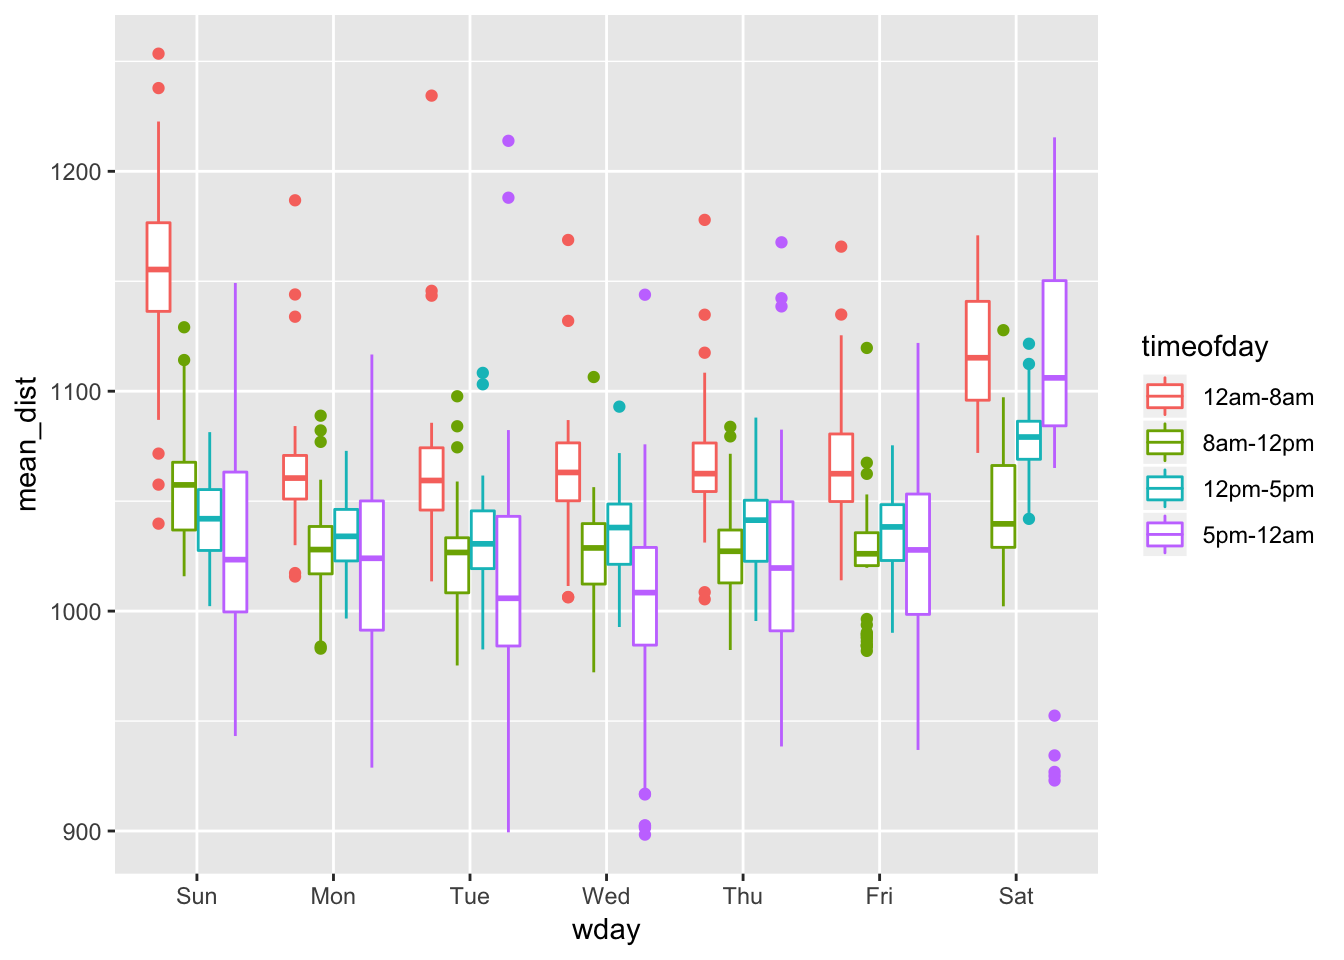 mean_dist
1200
1100
1000
900
Sun Mon Tue Wed Thu Fri Sat
wday
timeofday
12am-8am
8am-12pm
12pm-5pm
5pm-12am